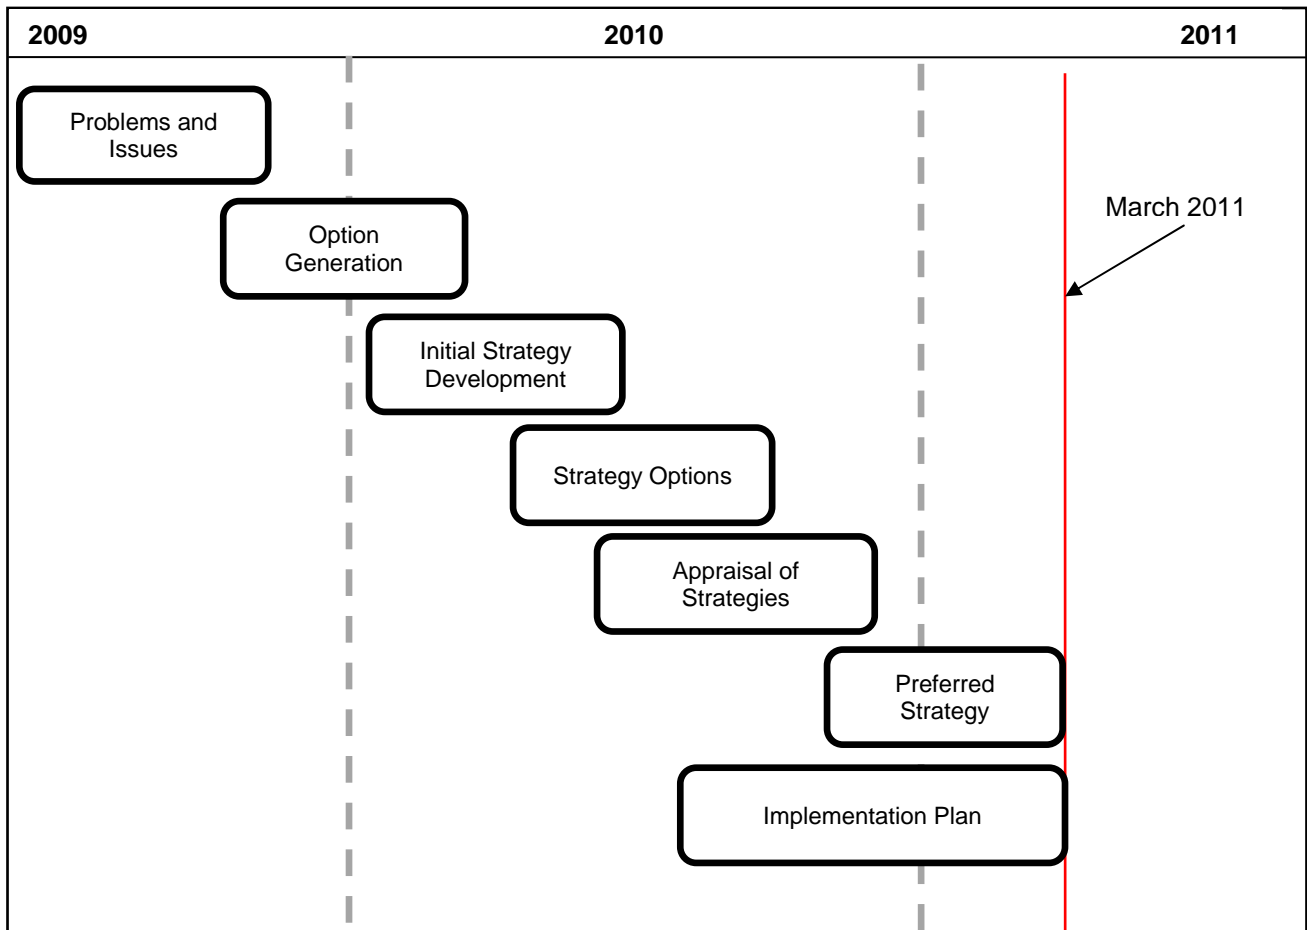 2009 2010 2011
Problems and
Issues
March 2011
Option
Generation
Initial Strategy
Development
Strategy Options
Appraisal of
Strategies
Preferred
Strategy
Implementation Plan